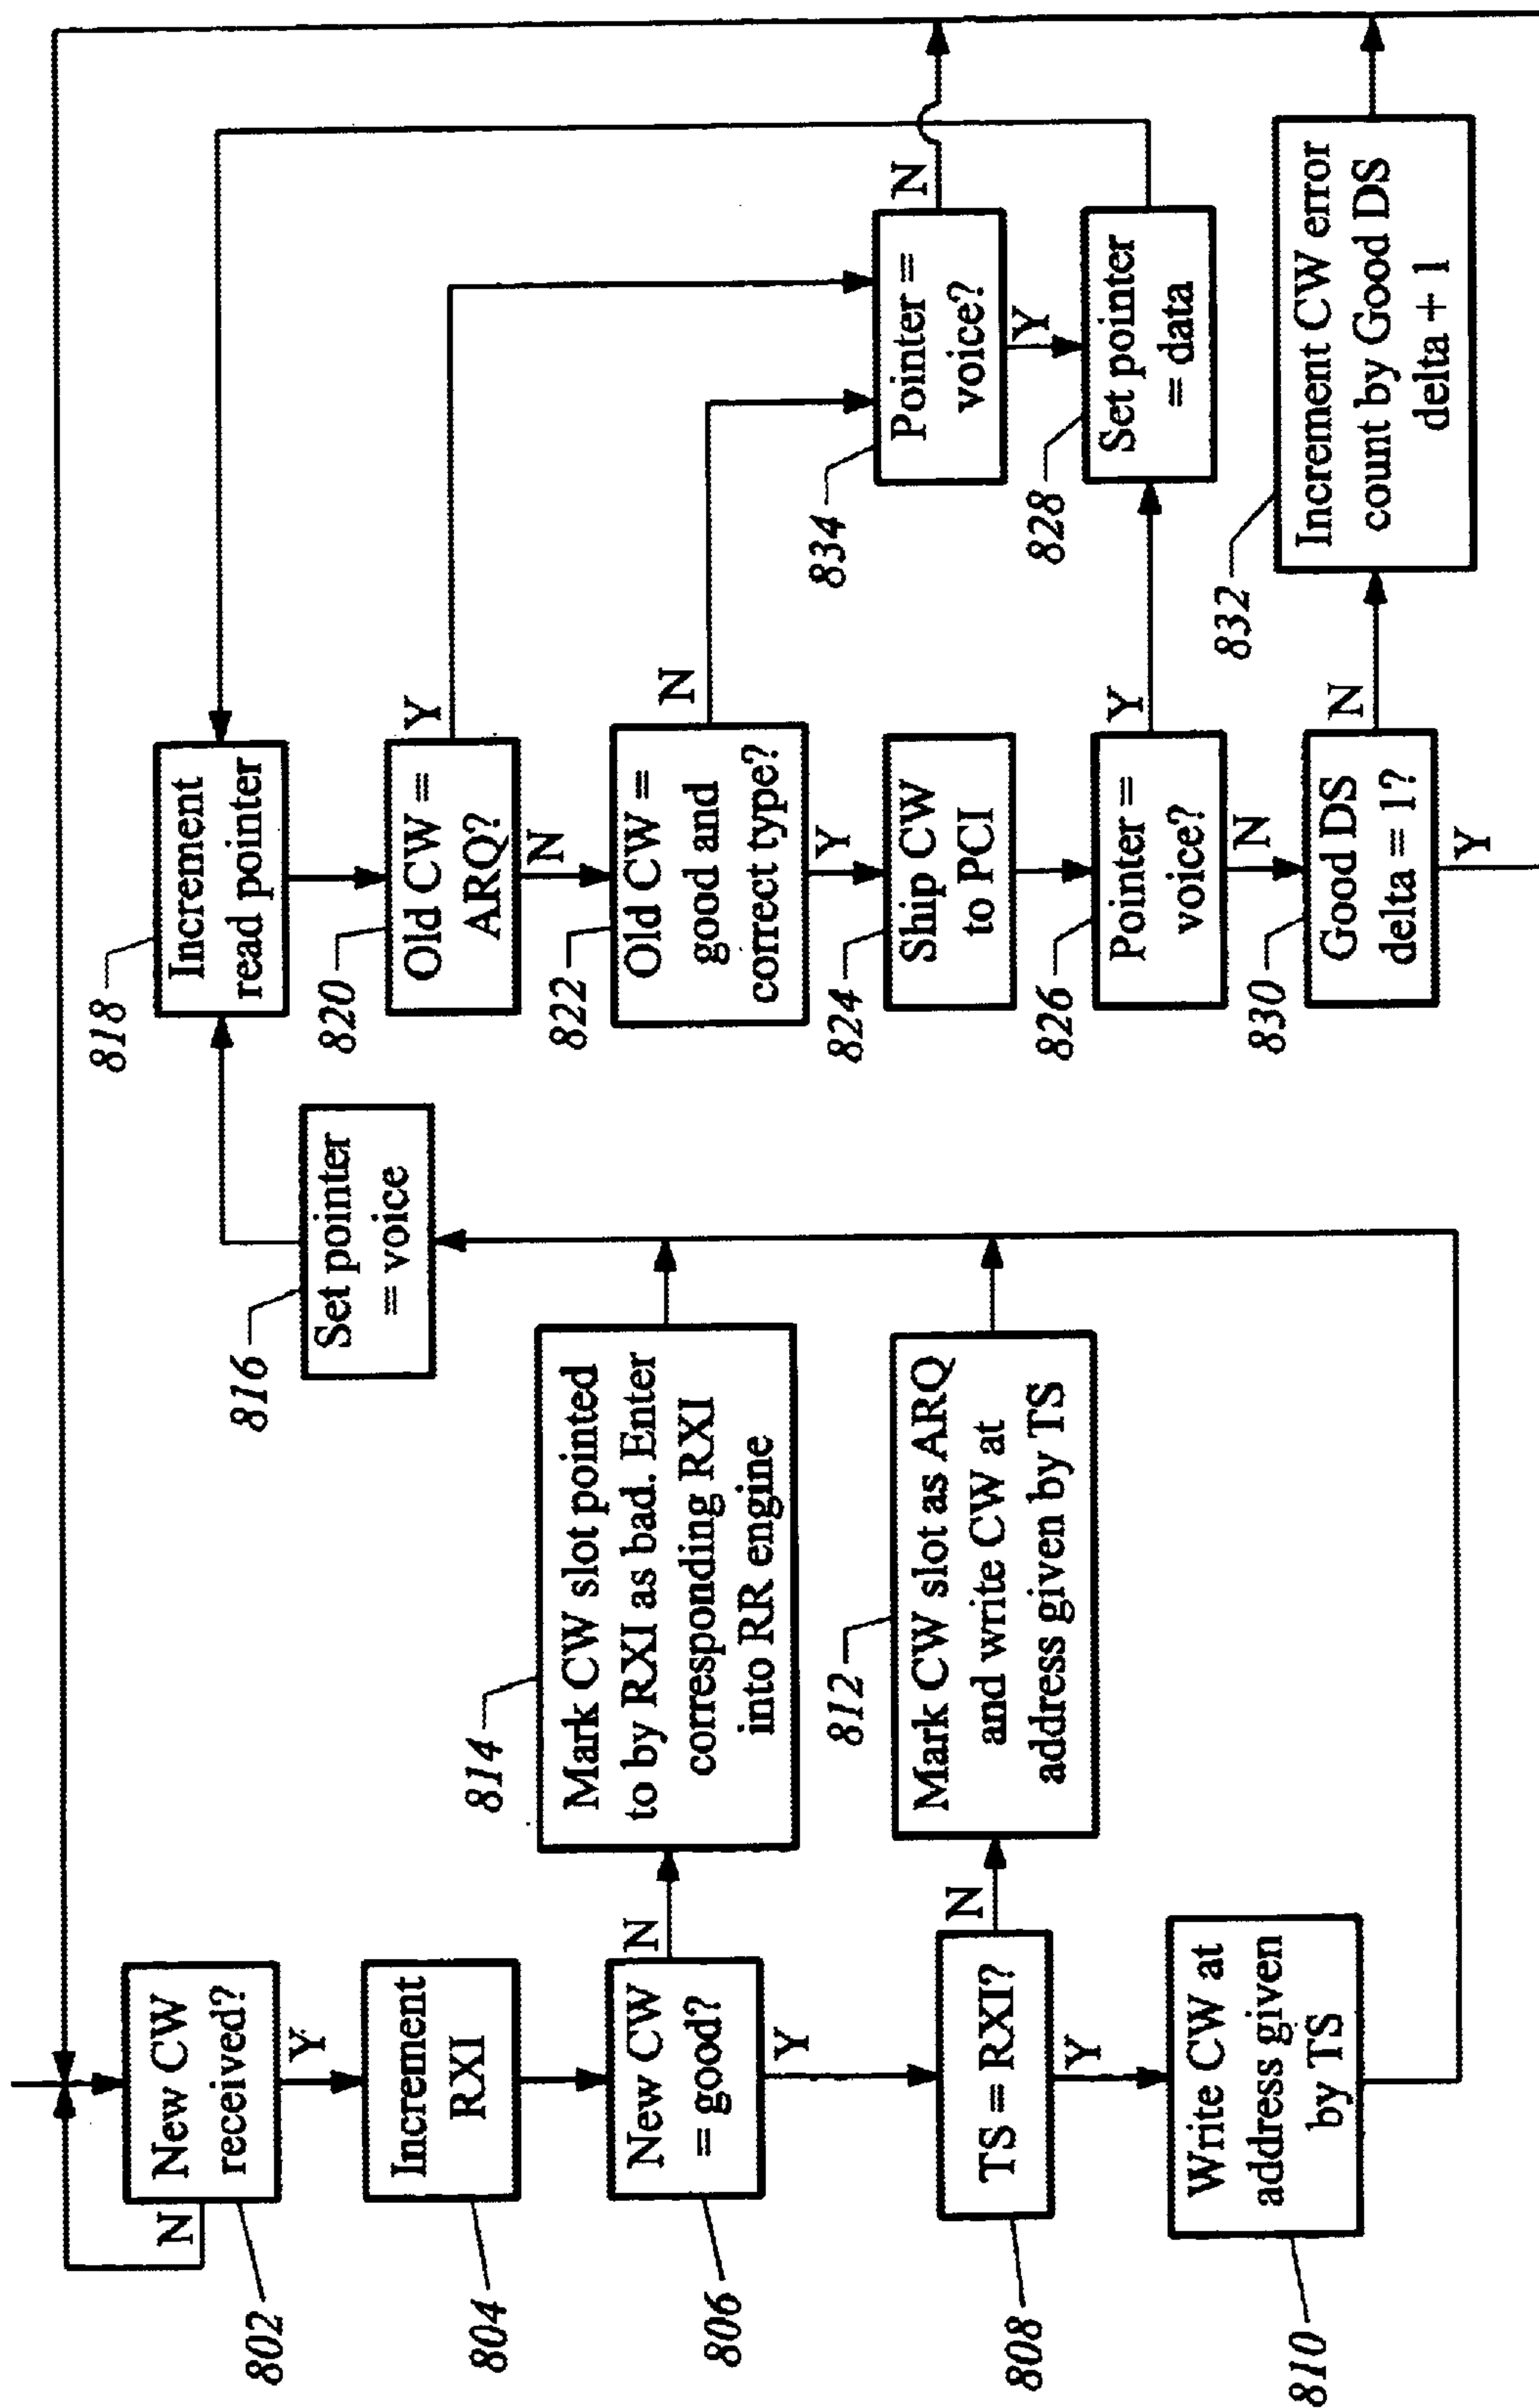 New CW
received?
N
Y
802
Increment
RXI
804
New CW
= good?
N
Y
806
TS = RXI?
N
Y
808
Write CW at
address given
by TS
810
Mark CW slot pointed
to by RXI as bad. Enter
corresponding RXI
into RR engine
814
Mark CW slot as ARQ
and write CW at
address given by TS
812
Set pointer
= voice
816
Increment
read pointer
818
Old CW =
ARQ?
Y
N
820
Old CW =
good and
correct type?
N
Y
822
Ship CW
to PCI
824
Pointer =
voice?
Y
N
826
Good DS
delta = 1?
N
Y
830
Pointer =
voice?
N
Y
834
Set pointer
= data
828
Increment CW error
count by Good DS
delta + 1
832